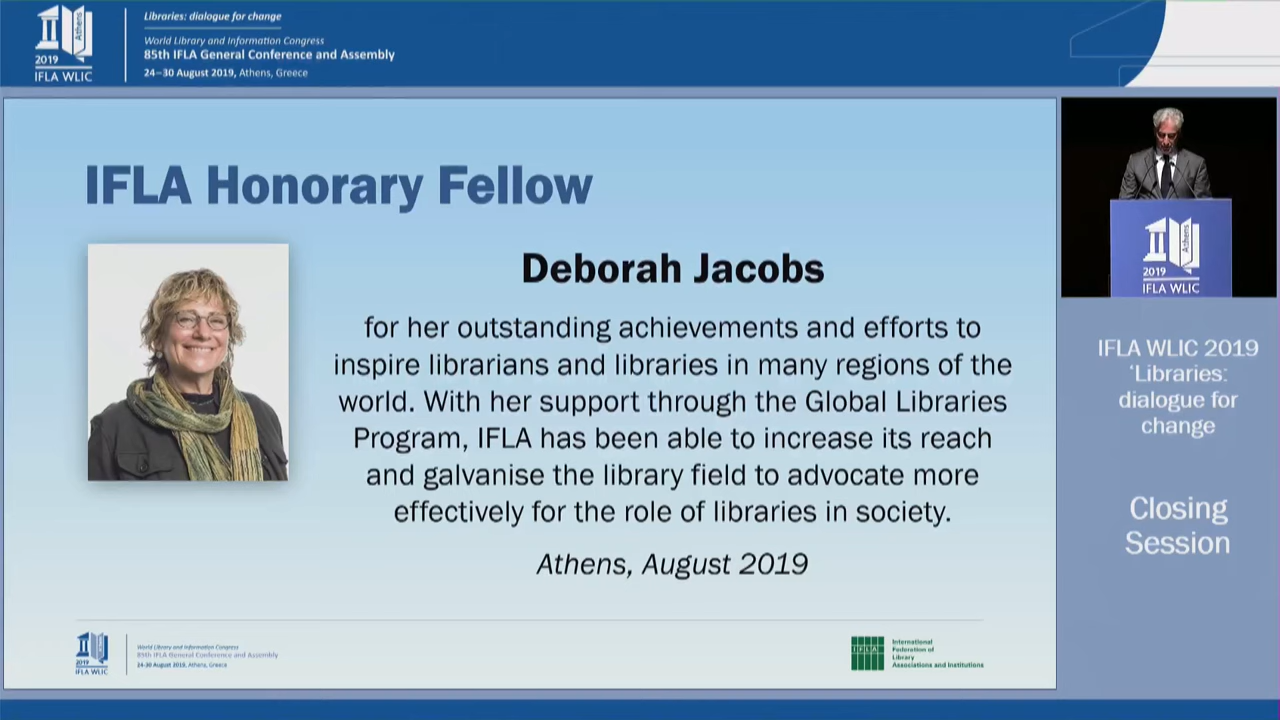 Athens
2019
IFLA WLIC
Libraries: dialogue for change
World Library and Information Congress
85th IFLA General Conference and Assembly
24–30 August 2019, Athens, Greece
IFLA Honorary Fellow
Deborah Jacobs
for her outstanding achievements and efforts to
inspire librarians and libraries in many regions of the
world. With her support through the Global Libraries
Program, IFLA has been able to increase its reach
and galvanise the library field to advocate more
effectively for the role of libraries in society.
Athens, August 2019
2019
IFLA WLIC
World Library and Information Congress
85th IFLA General Conference and Assembly
24-30 August 2019, Athens, Greece
IFLA
International
Federation of
Library
Associations and Institutions
Athens
2019
IFLA WLIC
IFLA WLIC 2019
‘Libraries:
dialogue for
change
Closing
Session